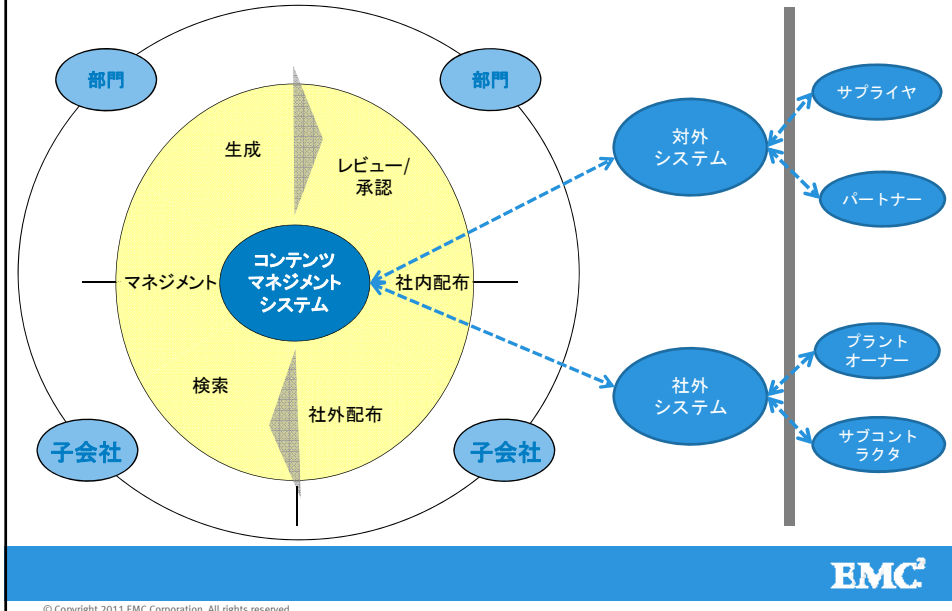 部門
部門
サプライヤ
生成
レビュー/
承認
対外
システム
パートナー
コンテンツ
マネジメント
システム
マネジメント
社内配布
プラント
オーナー
検索
社外配布
社外
システム
子会社
子会社
サブコント
ラクタ
EMC²
© Copyright 2011 EMC Corporation. All rights reserved.